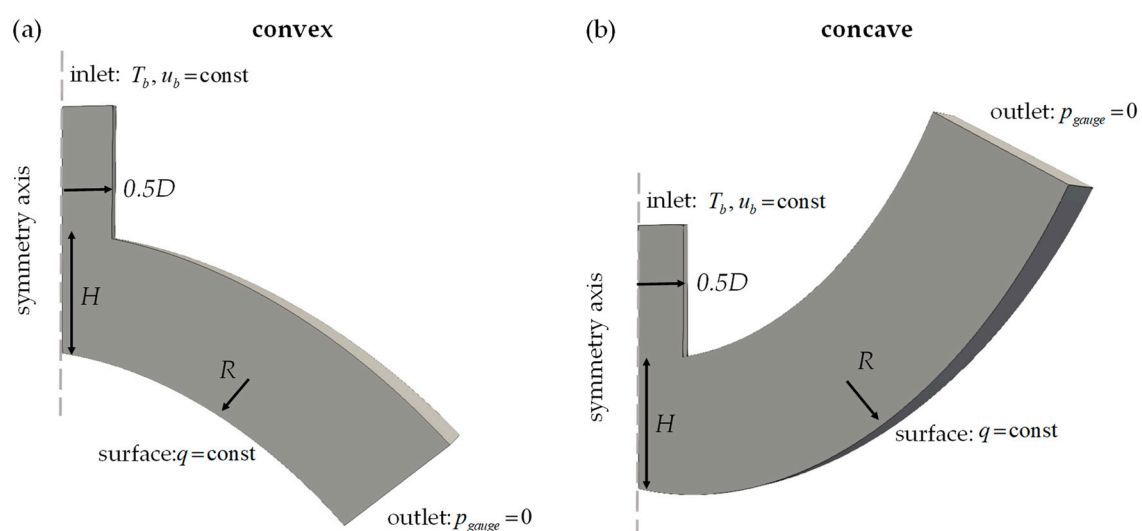 (a)
convex
inlet: T_b, u_b=const
symmetry axis
0.5D
H
R
surface:q=const
outlet: p_gauge=0
(b)
concave
outlet: p_gauge=0
inlet: T_b, u_b=const
symmetry axis
0.5D
H
R
surface: q=const